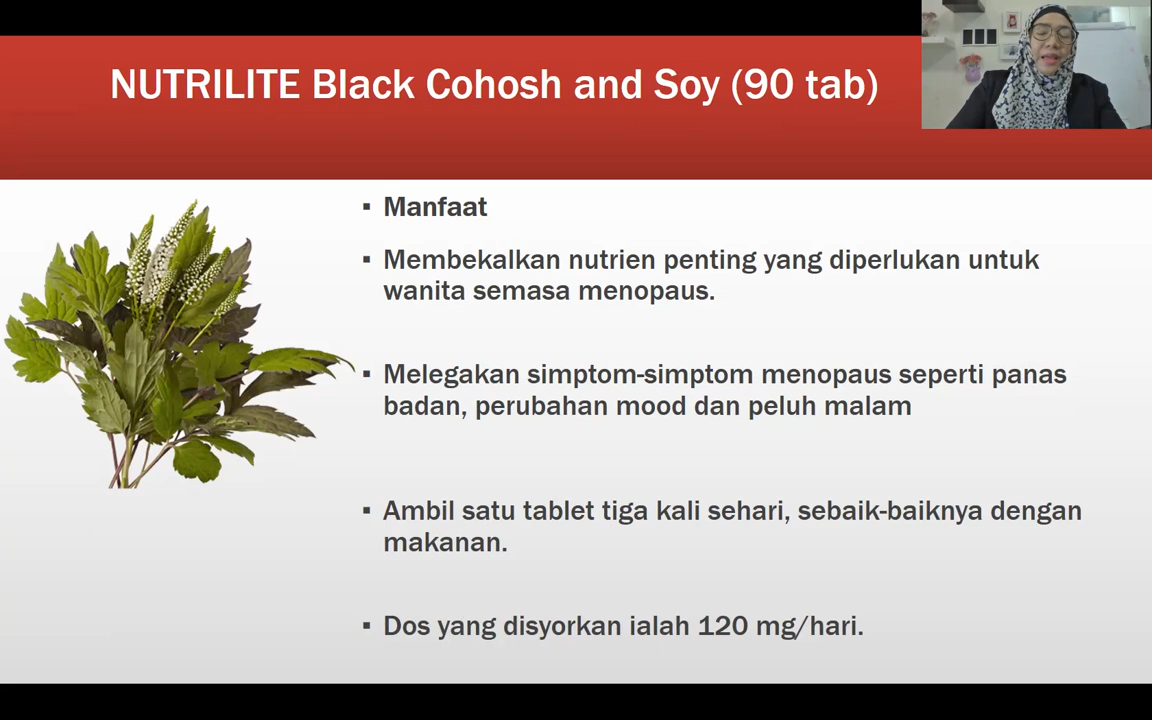 NUTRILITE Black Cohosh and Soy (90 tab)
▪ Manfaat
▪ Membekalkan nutrien penting yang diperlukan untuk
wanita semasa menopaus.
▪ Melegakan simptom-simptom menopaus seperti panas
badan, perubahan mood dan peluh malam
▪ Ambil satu tablet tiga kali sehari, sebaik-baiknya dengan
makanan.
▪ Dos yang disyorkan ialah 120 mg/hari.